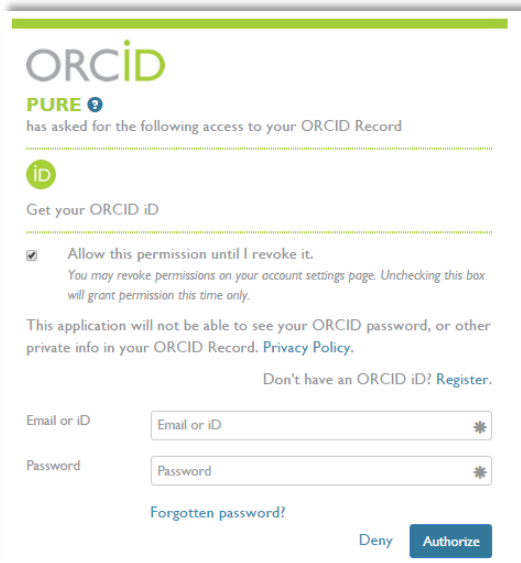 ORCiD
PURE ?
has asked for the following access to your ORCID Record
iD
Get your ORCID iD
Allow this permission until I revoke it.
You may revoke permissions on your account settings page. Unchecking this box
will grant permission this time only.
This application will not be able to see your ORCID password, or other
private info in your ORCID Record. Privacy Policy.
Don't have an ORCID iD? Register.
Email or iD Email or iD
Password Password
Forgotten password?
Deny Authorize